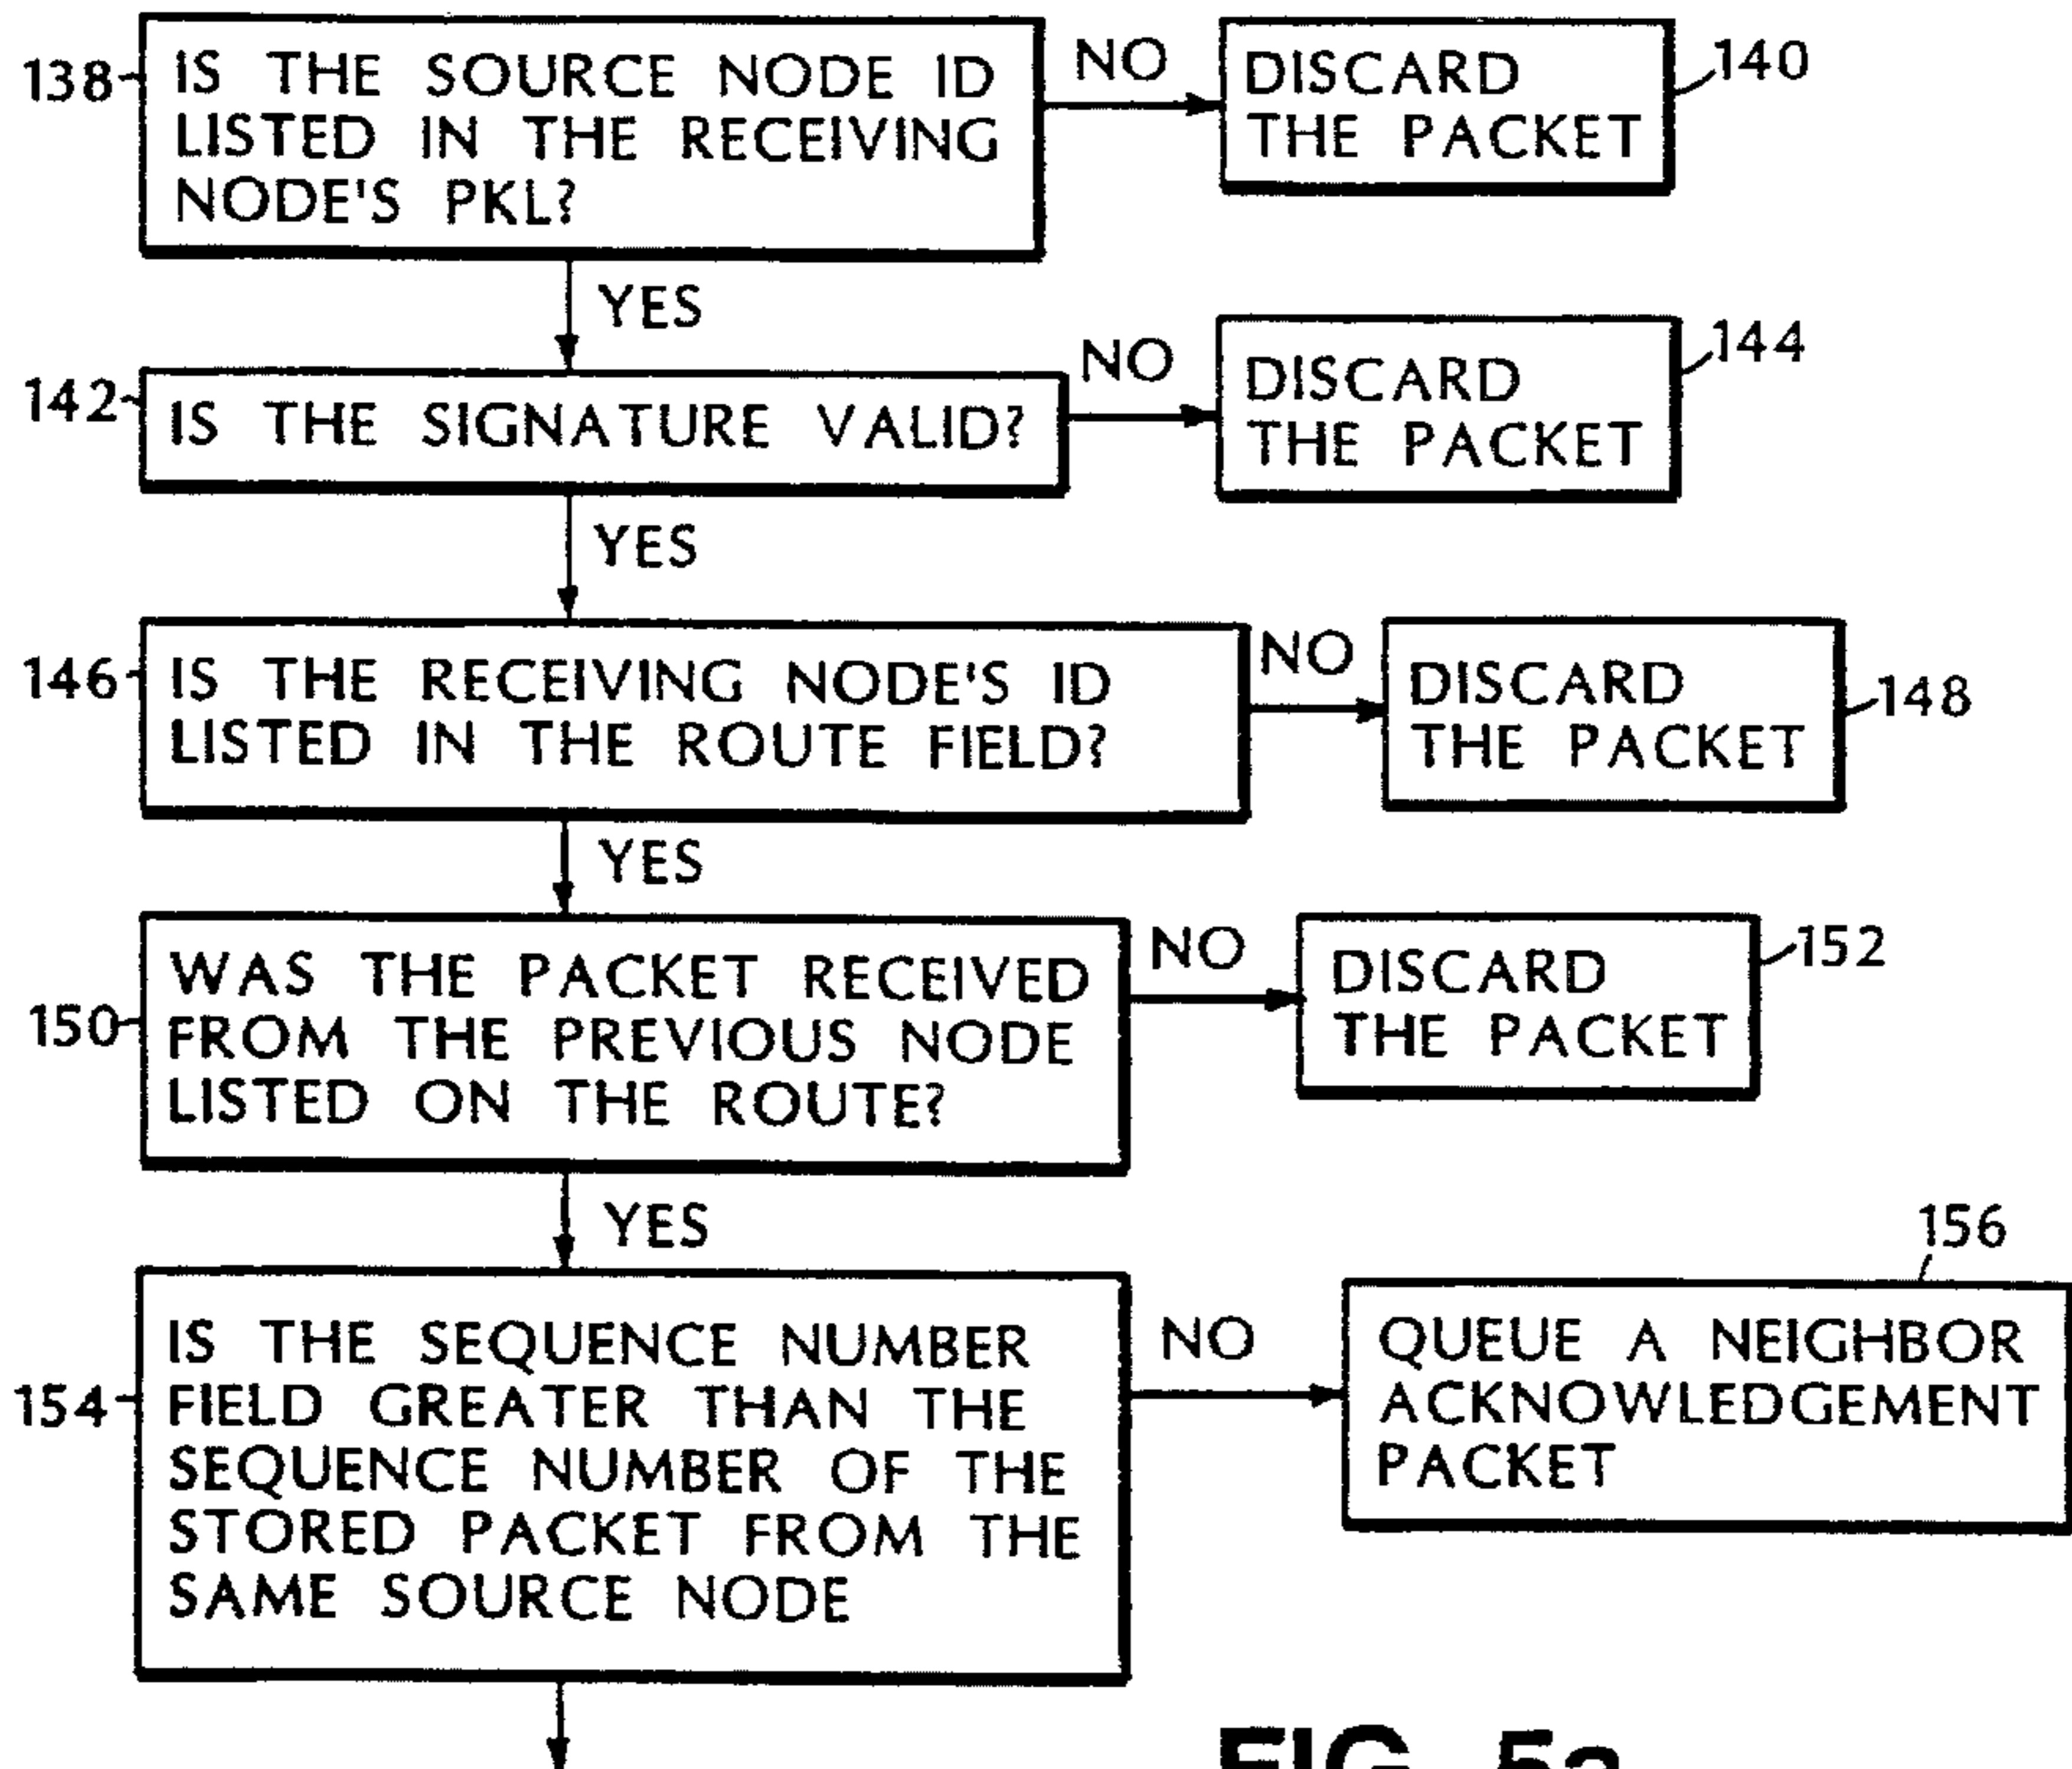 138
IS THE SOURCE NODE ID
LISTED IN THE RECEIVING
NODE'S PKL?
NO
DISCARD
THE PACKET
140
YES
142
IS THE SIGNATURE VALID?
NO
DISCARD
THE PACKET
144
YES
146
IS THE RECEIVING NODE'S ID
LISTED IN THE ROUTE FIELD?
NO
DISCARD
THE PACKET
148
YES
150
WAS THE PACKET RECEIVED
FROM THE PREVIOUS NODE
LISTED ON THE ROUTE?
NO
DISCARD
THE PACKET
152
YES
154
IS THE SEQUENCE NUMBER
FIELD GREATER THAN THE
SEQUENCE NUMBER OF THE
STORED PACKET FROM THE
SAME SOURCE NODE
NO
156
QUEUE A NEIGHBOR
ACKNOWLEDGEMENT
PACKET
FIG 5a